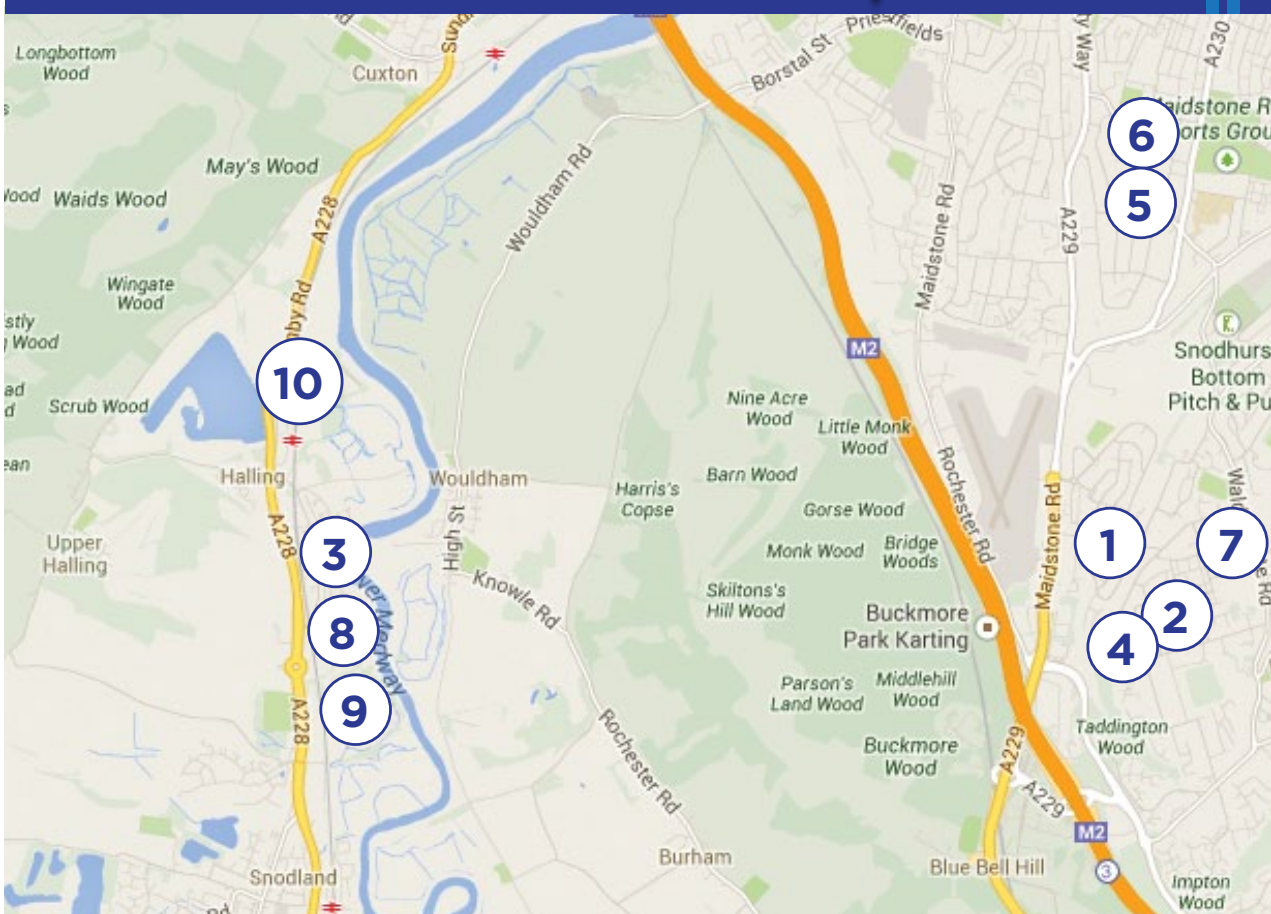 Longbottom
Wood
Cuxton
Borstal St
Priestfields
A230
6
5
May's Wood
Waids Wood
A228
Wouldham Rd
Maidstone Rd
A229
Wingate
Wood
M2
Snodhurs
Bottom
Pitch & Pu
10
Scrub Wood
Nine Acre
Wood
Little Monk
Wood
Halling
Wouldham
Harris's
Copse
Barn Wood
Gorse Wood
Rochester Rd
Maidstone Rd
Upper
Halling
A228
3
High St
Knowle Rd
Monk Wood
Bridge
Woods
1
7
Skiltons's
Hill Wood
Buckmore
Park Karting
2
4
8
Medway
9
A228
Parson's
Land Wood
Middlehill
Wood
Rochester Rd
Buckmore
Wood
A229
Taddington
Wood
A229
M2
3
Burham
Blue Bell Hill
Snodland
Impton
Wood